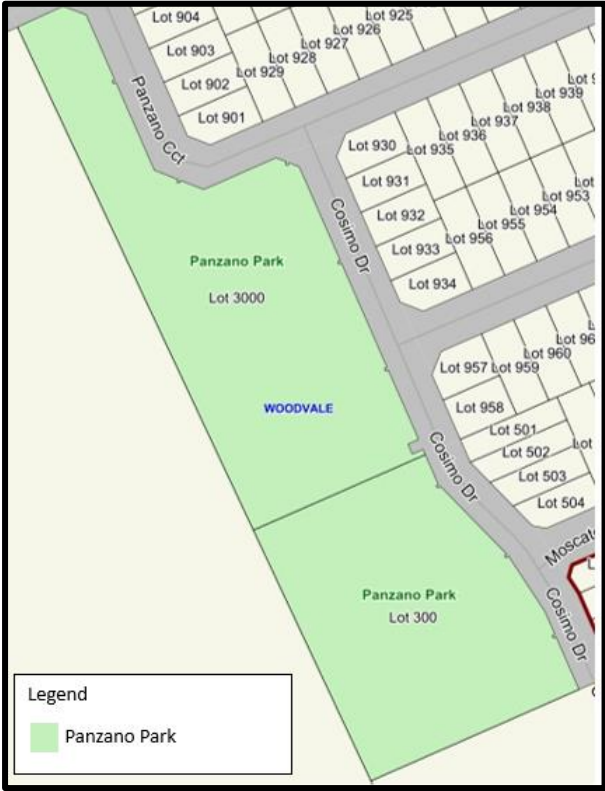 Lot 904
Lot 925
Lot 926
Lot 903
Lot 927
Lot 928
Lot 929
Lot 902
Lot 901
Panzano Cct
Lot 939
Lot 938
Lot 937
Lot 936
Lot 935
Lot 930
Lot 931
Lot 932
Lot 933
Lot 934
Lot 953
Lot 954
Lot 955
Lot 956
Lot
Cosimo Dr
Panzano Park
Lot 3000
WOODVALE
Lot 960
Lot 959
Lot 957
Lot 958
Lot 501
Lot 502
Lot 503
Lot 504
Lot
Cosimo Dr
Panzano Park
Lot 300
Cosimo Dr
Legend
Panzano Park